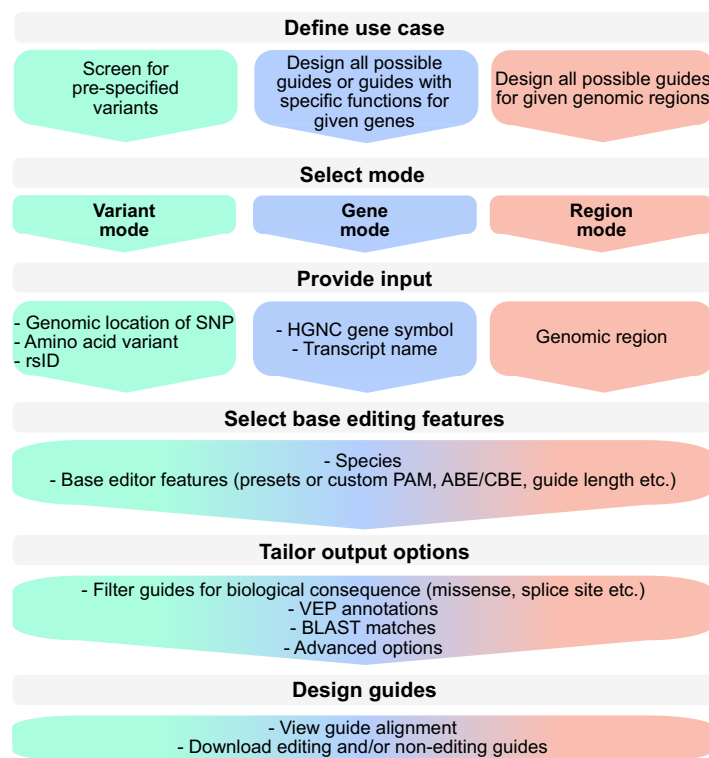 Define use case
Screen for
pre-specified
variants
Design all possible
guides or guides with
specific functions for
given genes
Design all possible guides
for given genomic regions
Select mode
Variant
mode
Gene
mode
Region
mode
Provide input
- Genomic location of SNP
- Amino acid variant
- rsID
- HGNC gene symbol
- Transcript name
Genomic region
Select base editing features
- Species
- Base editor features (presets or custom PAM, ABE/CBE, guide length etc.)
Tailor output options
- Filter guides for biological consequence (missense, splice site etc.)
- VEP annotations
- BLAST matches
- Advanced options
Design guides
- View guide alignment
- Download editing and/or non-editing guides